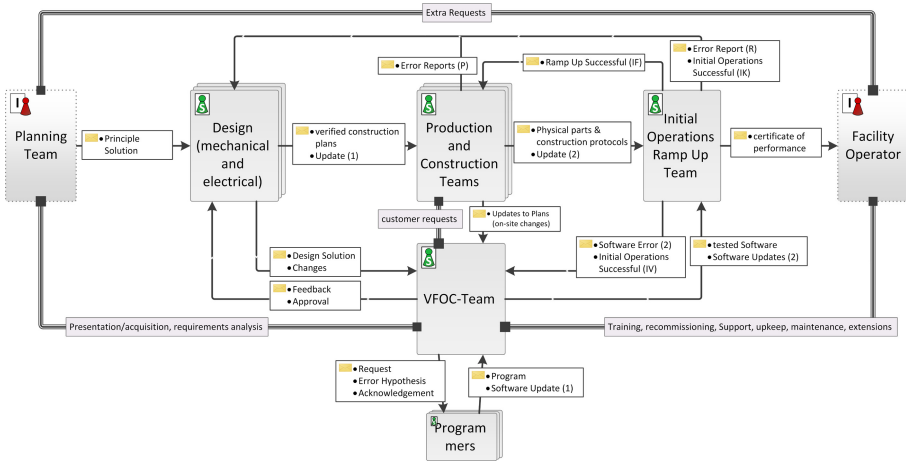 Extra Requests
Error Reports (P)
Ramp Up Successful (IF)
Error Report (R)
Initial Operations
Successful (IK)
I
Planning
Team
Principle
Solution
S
Design
(mechanical
and
electrical)
verified construction
plans
Update (1)
S
Production
and
Construction
Teams
Physical parts &
construction protocols
Update (2)
S
Initial
Operations
Ramp Up
Team
certificate of
performance
I
Facility
Operator
customer requests
Updates to Plans
(on-site changes)
Design Solution
Changes
Feedback
Approval
S
VFOC-Team
Software Error (2)
Initial Operations
Successful (IV)
tested Software
Software Updates (2)
Presentation/acquisition, requirements analysis
Training, recommissioning, Support, upkeep, maintenance, extensions
Request
Error Hypothesis
Acknowledgement
Program
Software Update (1)
S
Program
mers